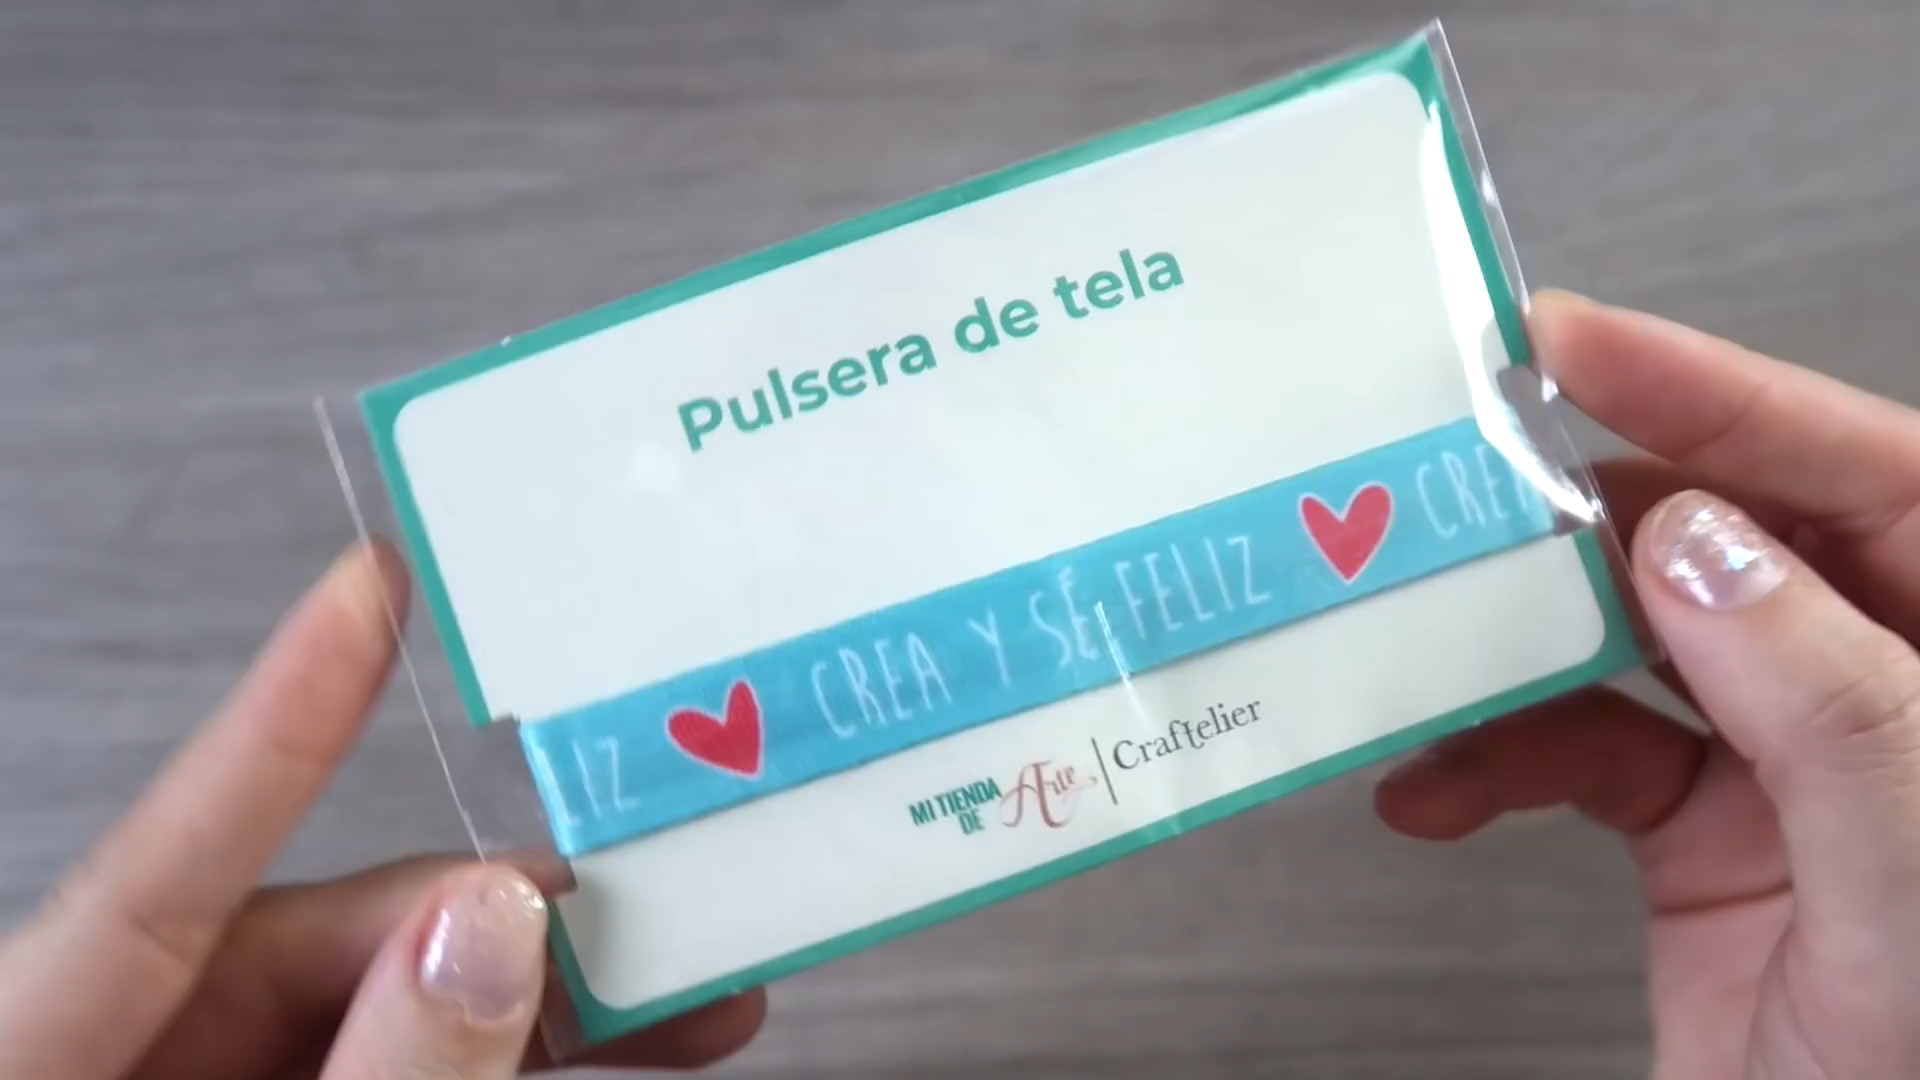 Pulsera de tela
LIZ ♥ CREA Y SÉ FELIZ ♥ CREA
MI TIENDA DE Arte | Craftelier